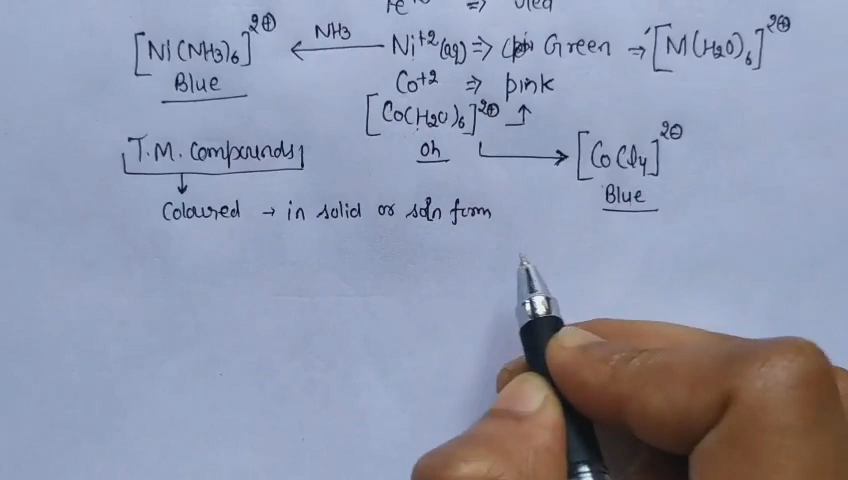 => 
[Ni(NH3)6]²⊕ ← NH3 Ni⁺²(aq) => Green → [M(H2O)6]²⊕
Blue Co⁺² => pink
[Co(H2O)6]²⊕ ↑
T.M. Compounds Oh → [CoCl4]²⊖
Blue
Coloured → in solid or soln form